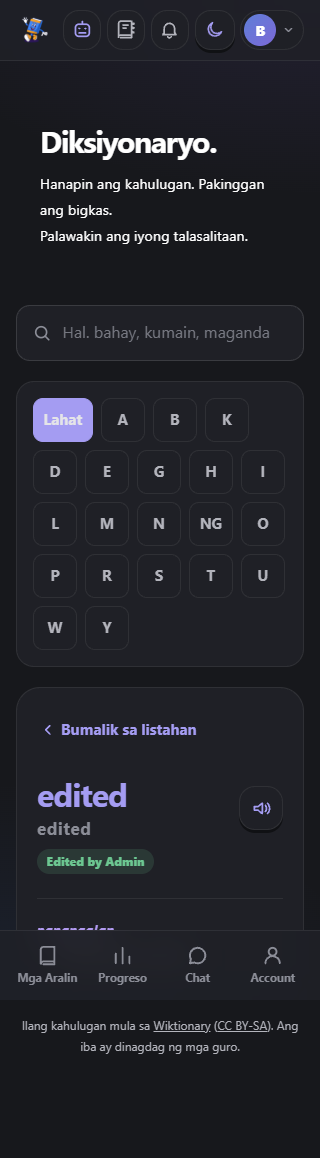 B
Diksiyonaryo.
Hanapin ang kahulugan. Pakinggan
ang bigkas.
Palawakin ang iyong talasalitaan.
Hal. bahay, kumain, maganda
Lahat A B K
D E G H I
L M N NG O
P R S T U
W Y
Bumalik sa listahan
edited
edited
Edited by Admin
Mga Aralin Progreso Chat Account
Ilang kahulugan mula sa Wiktionary (CC BY-SA). Ang
iba ay dinagdag ng mga guro.